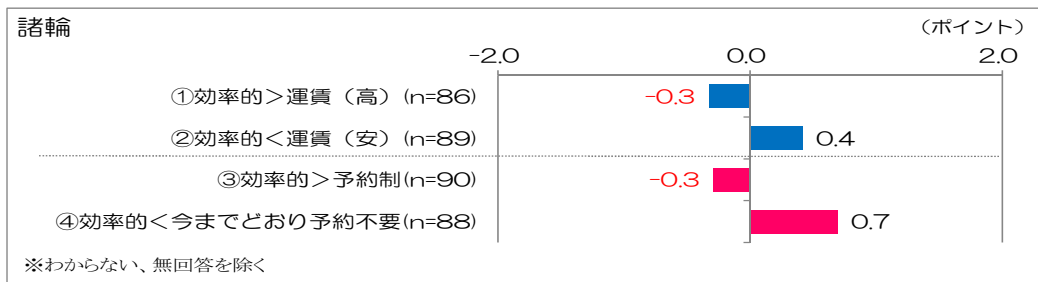 諸輪 （ポイント）
-2.0 0.0 2.0
①効率的＞運賃（高）(n=86) -0.3
②効率的＜運賃（安）(n=89) 0.4
③効率的＞予約制(n=90) -0.3
④効率的＜今までどおり予約不要(n=88) 0.7
※わからない、無回答を除く